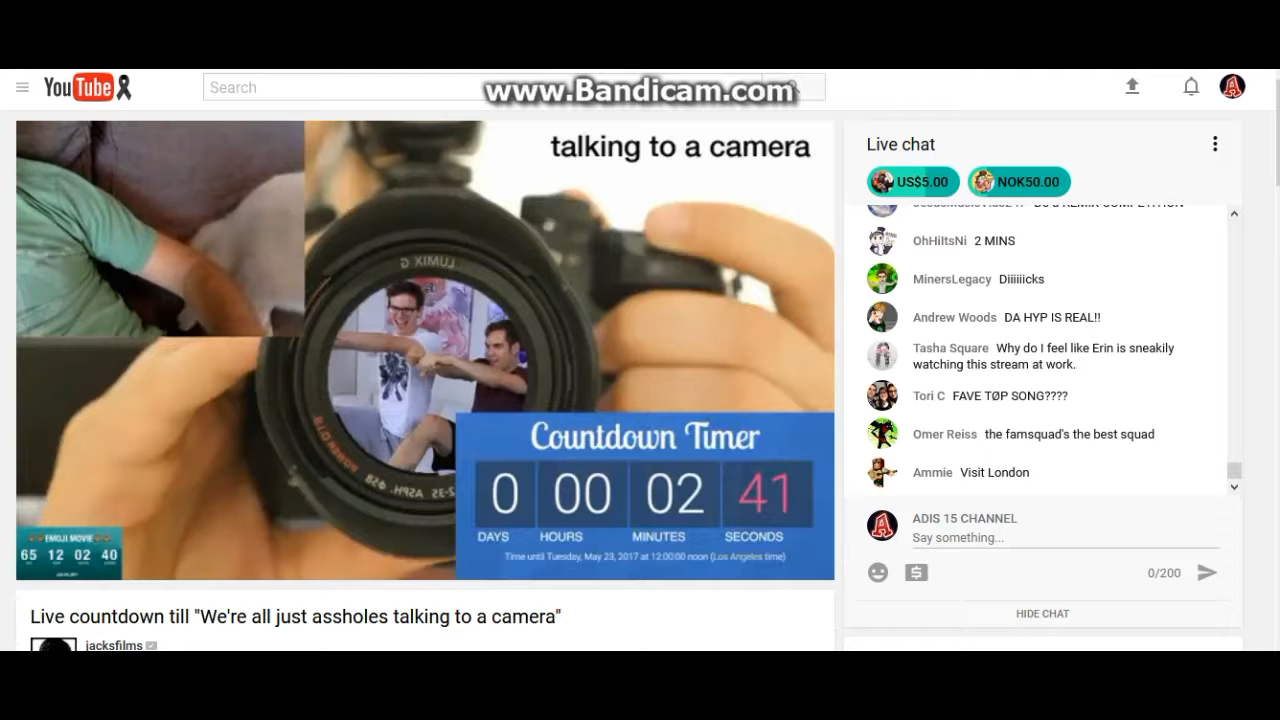 www.Bandicam.com
YouTube
Search
talking to a camera
LUMIX G
POWER O.I.S.
ASPH. Φ58
Countdown Timer
0 00 02 41
DAYS HOURS MINUTES SECONDS
Time until Tuesday, May 23, 2017 at 12:00:00 noon (Los Angeles time)
EMOJI MOVIE
65 12 02 40
Live countdown till "We're all just assholes talking to a camera"
jacksfilms
Live chat
US$5.00 NOK50.00
OhHiItsNi 2 MINS
MinersLegacy Diiiiiicks
Andrew Woods DA HYP IS REAL!!
Tasha Square Why do I feel like Erin is sneakily
watching this stream at work.
Tori C FAVE TØP SONG????
Omer Reiss the famsquad's the best squad
Ammie Visit London
ADIS 15 CHANNEL
Say something...
0/200
HIDE CHAT